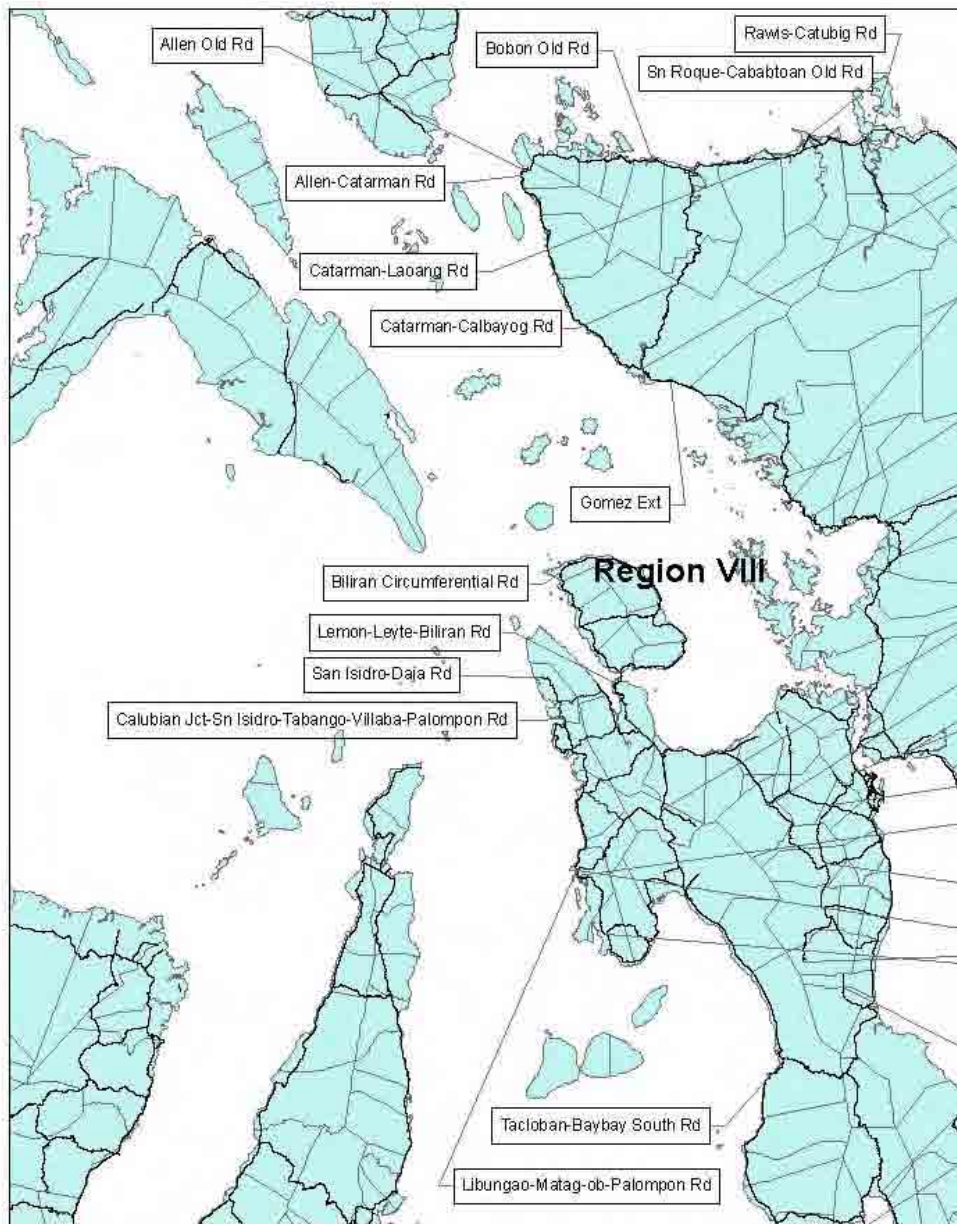 Rawis-Catubig Rd
Allen Old Rd
Bobon Old Rd
Sn Roque-Cababtoan Old Rd
Allen-Catarman Rd
Catarman-Laoang Rd
Catarman-Calbayog Rd
Gomez Ext
Region VIII
Biliran Circumferential Rd
Lemon-Leyte-Biliran Rd
San Isidro-Daja Rd
Calubian Jct-Sn Isidro-Tabango-Villaba-Palompon Rd
Tacloban-Baybay South Rd
Libungao-Matag-ob-Palompon Rd